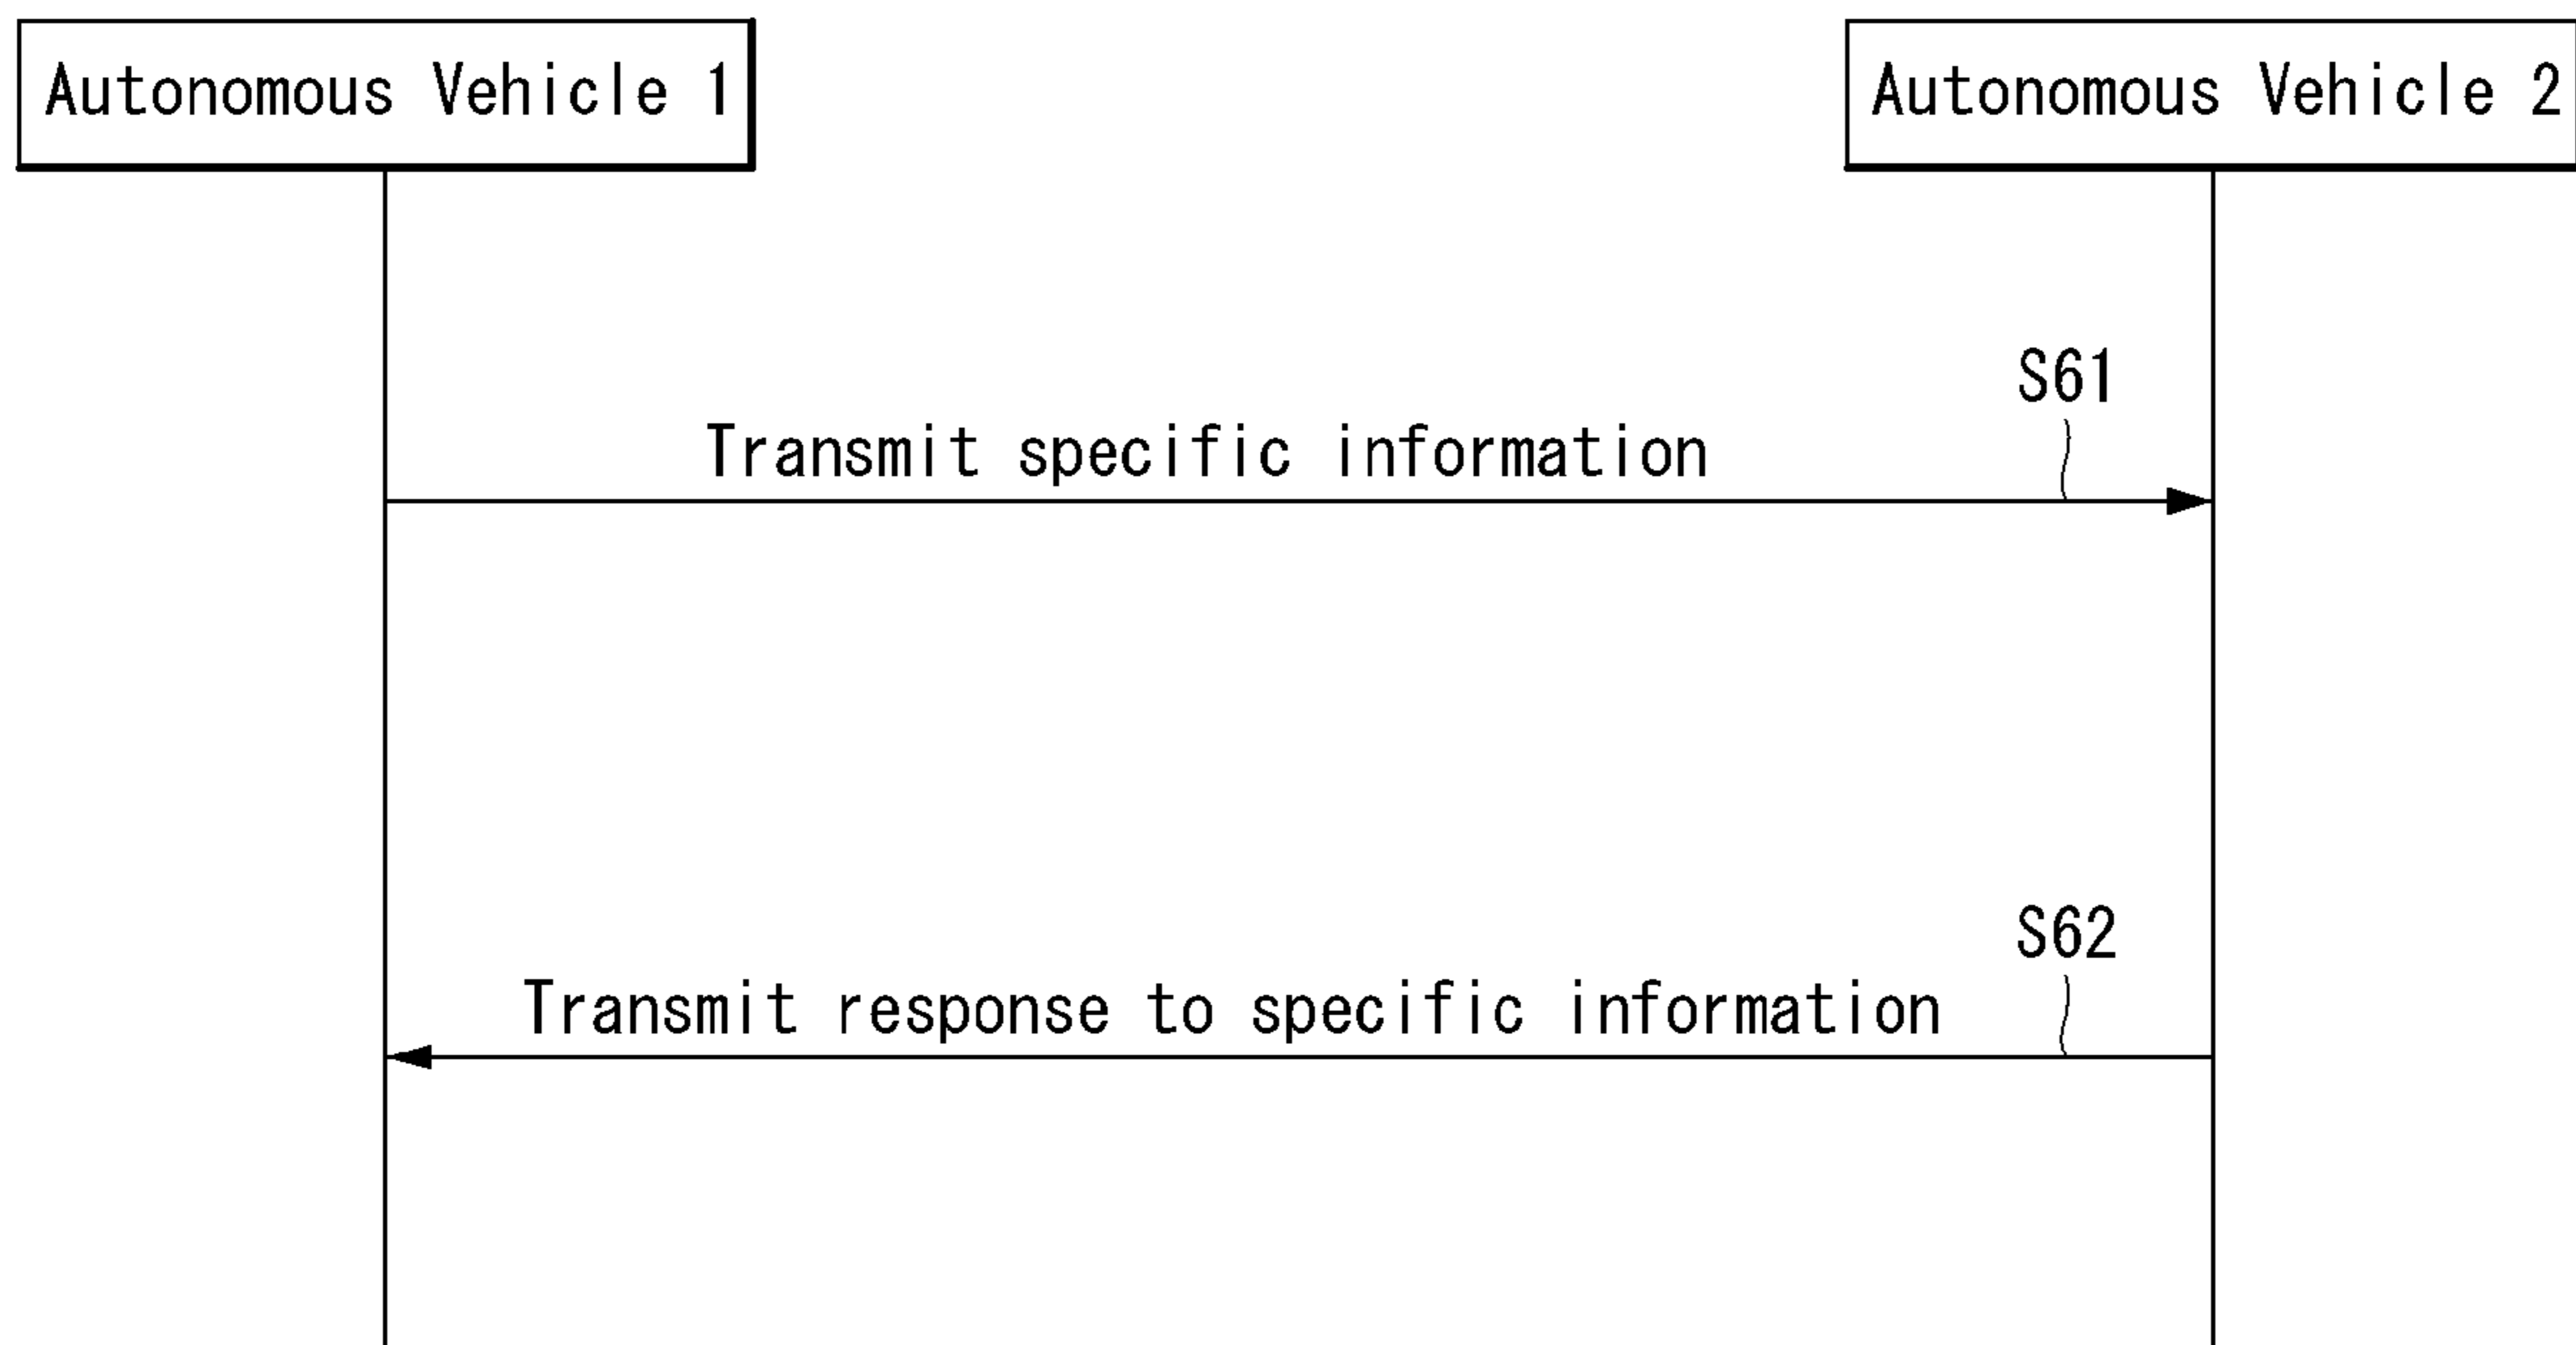 Autonomous Vehicle 1
Autonomous Vehicle 2
S61
Transmit specific information
S62
Transmit response to specific information